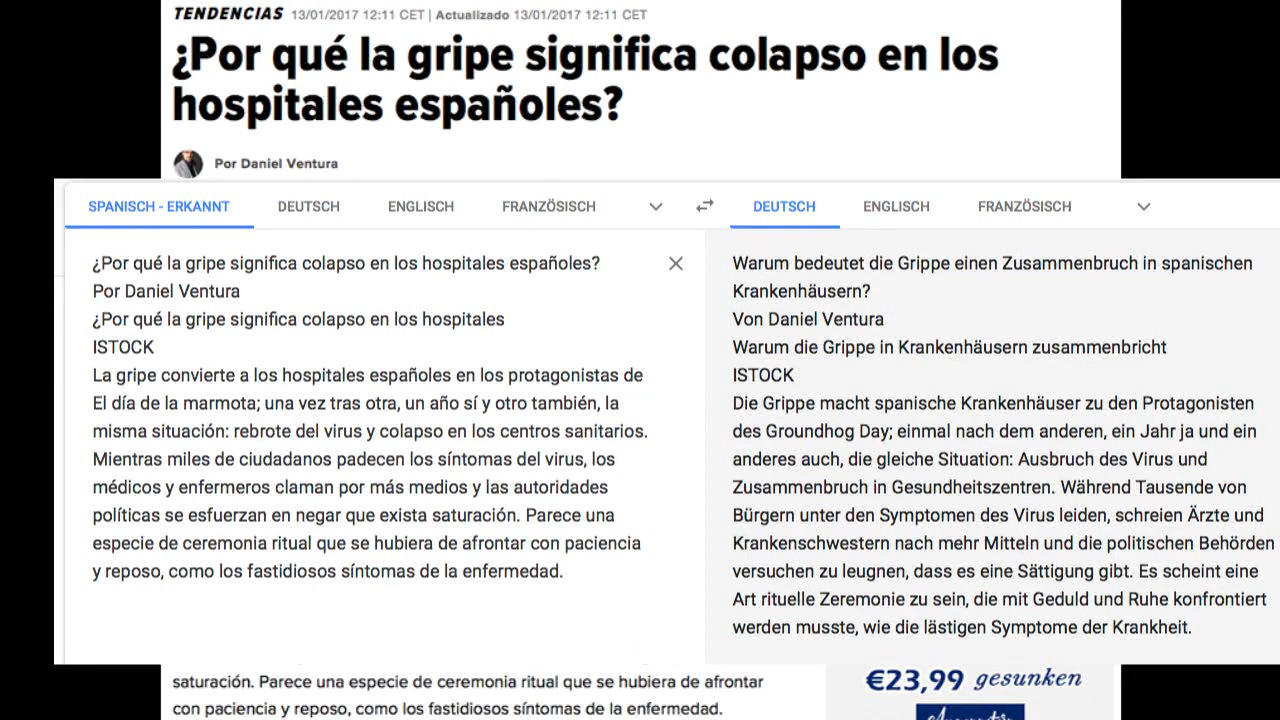 TENDENCIAS 13/01/2017 12:11 CET | Actualizado 13/01/2017 12:11 CET
¿Por qué la gripe significa colapso en los
hospitales españoles?
Por Daniel Ventura
SPANISCH - ERKANNT DEUTSCH ENGLISCH FRANZÖSISCH DEUTSCH ENGLISCH FRANZÖSISCH
¿Por qué la gripe significa colapso en los hospitales españoles?
Por Daniel Ventura
¿Por qué la gripe significa colapso en los hospitales
ISTOCK
La gripe convierte a los hospitales españoles en los protagonistas de
El día de la marmota; una vez tras otra, un año sí y otro también, la
misma situación: rebrote del virus y colapso en los centros sanitarios.
Mientras miles de ciudadanos padecen los síntomas del virus, los
médicos y enfermeros claman por más medios y las autoridades
políticas se esfuerzan en negar que exista saturación. Parece una
especie de ceremonia ritual que se hubiera de afrontar con paciencia
y reposo, como los fastidiosos síntomas de la enfermedad.
Warum bedeutet die Grippe einen Zusammenbruch in spanischen
Krankenhäusern?
Von Daniel Ventura
Warum die Grippe in Krankenhäusern zusammenbricht
ISTOCK
Die Grippe macht spanische Krankenhäuser zu den Protagonisten
des Groundhog Day; einmal nach dem anderen, ein Jahr ja und ein
anderes auch, die gleiche Situation: Ausbruch des Virus und
Zusammenbruch in Gesundheitszentren. Während Tausende von
Bürgern unter den Symptomen des Virus leiden, schreien Ärzte und
Krankenschwestern nach mehr Mitteln und die politischen Behörden
versuchen zu leugnen, dass es eine Sättigung gibt. Es scheint eine
Art rituelle Zeremonie zu sein, die mit Geduld und Ruhe konfrontiert
werden musste, wie die lästigen Symptome der Krankheit.
saturación. Parece una especie de ceremonia ritual que se hubiera de afrontar
con paciencia y reposo, como los fastidiosos síntomas de la enfermedad.
€23,99 gesunken